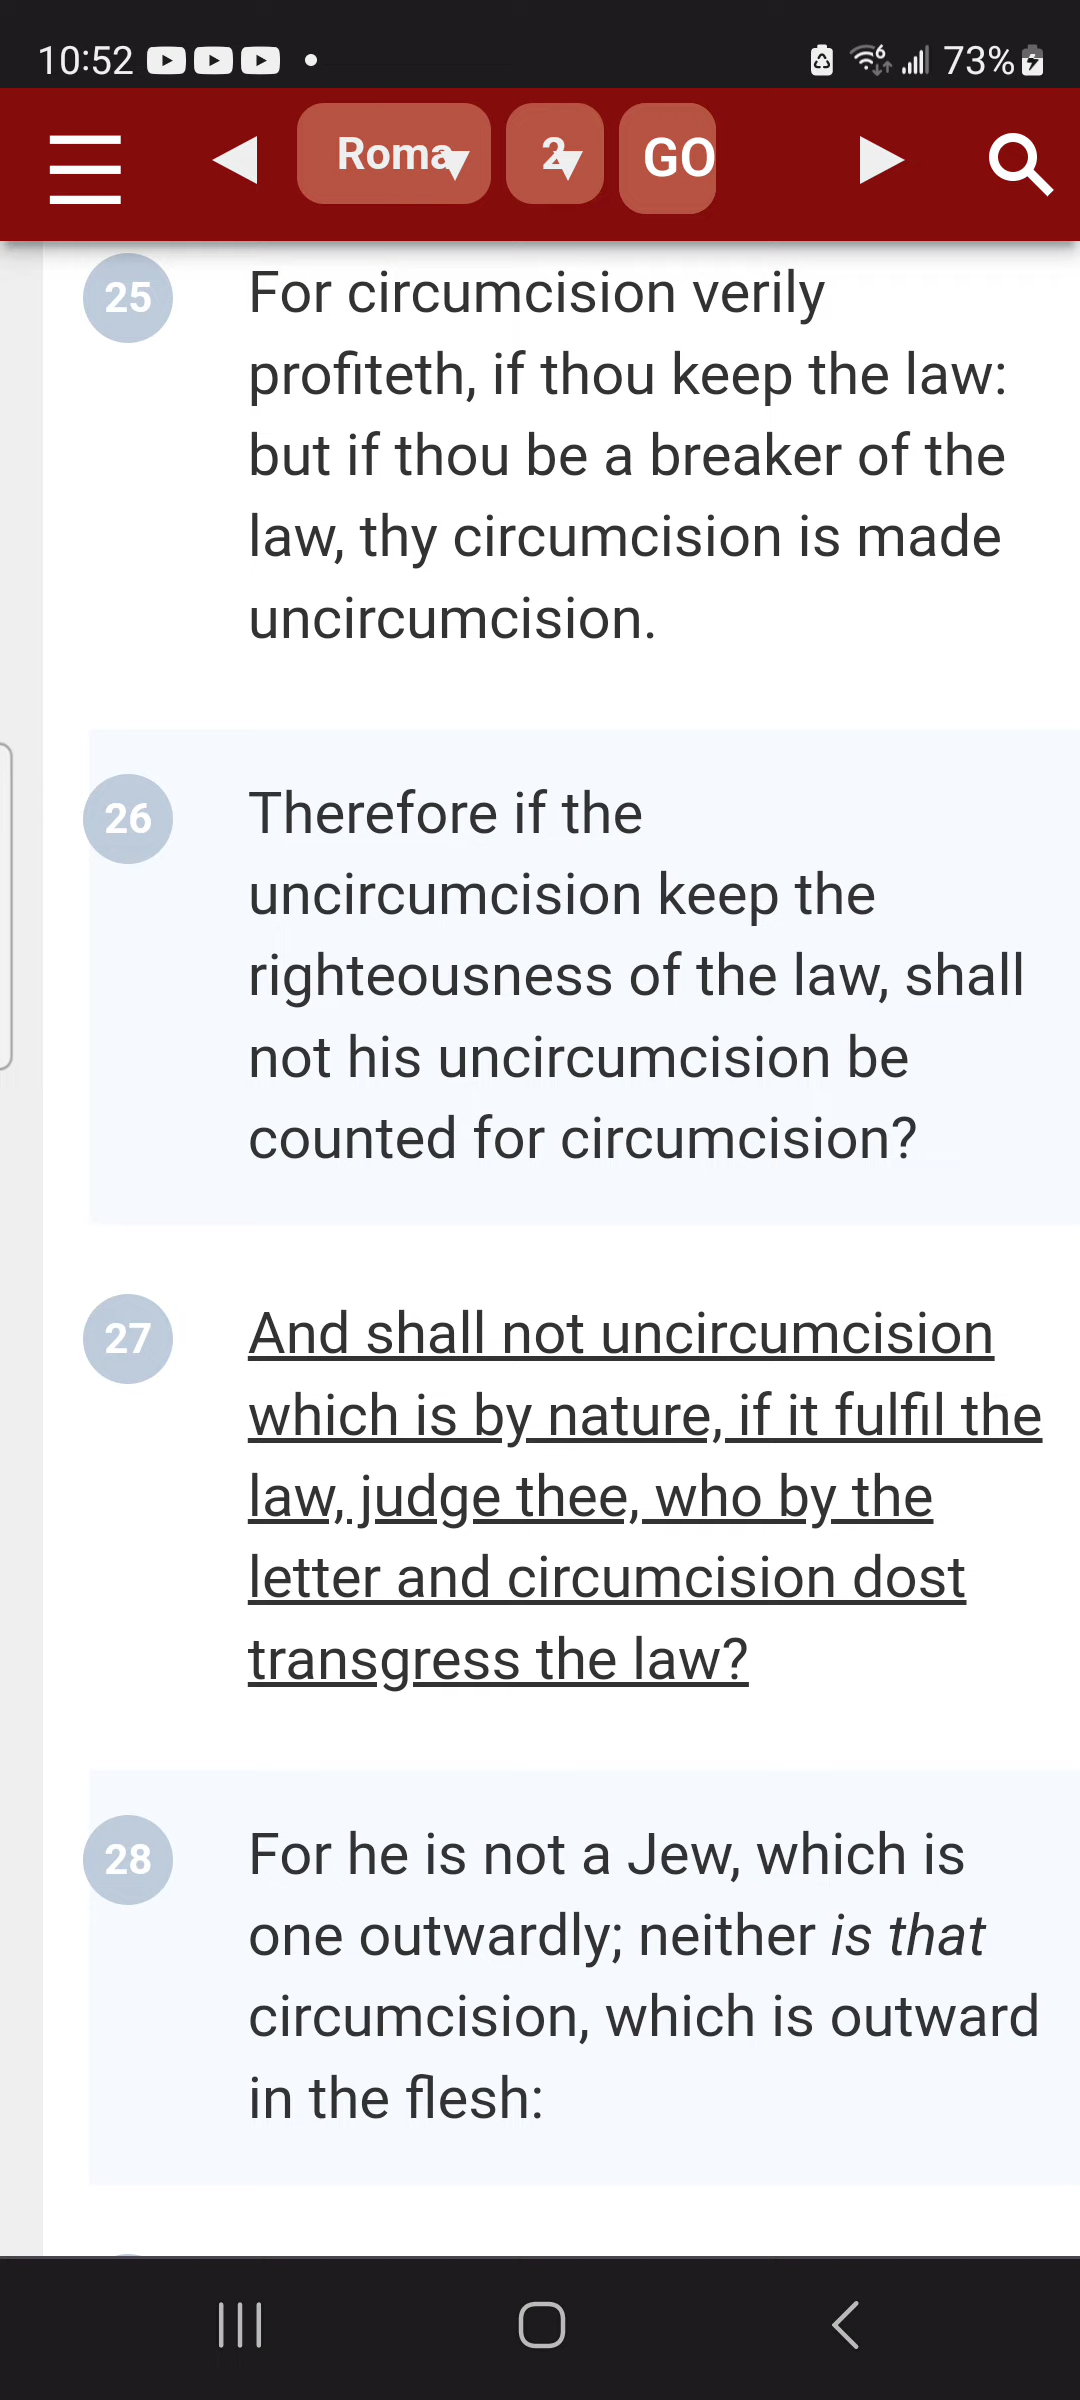 10:52 73%
Roma 2 GO
25 For circumcision verily
profiteth, if thou keep the law:
but if thou be a breaker of the
law, thy circumcision is made
uncircumcision.
26 Therefore if the
uncircumcision keep the
righteousness of the law, shall
not his uncircumcision be
counted for circumcision?
27 And shall not uncircumcision
which is by nature, if it fulfil the
law, judge thee, who by the
letter and circumcision dost
transgress the law?
28 For he is not a Jew, which is
one outwardly; neither is that
circumcision, which is outward
in the flesh: